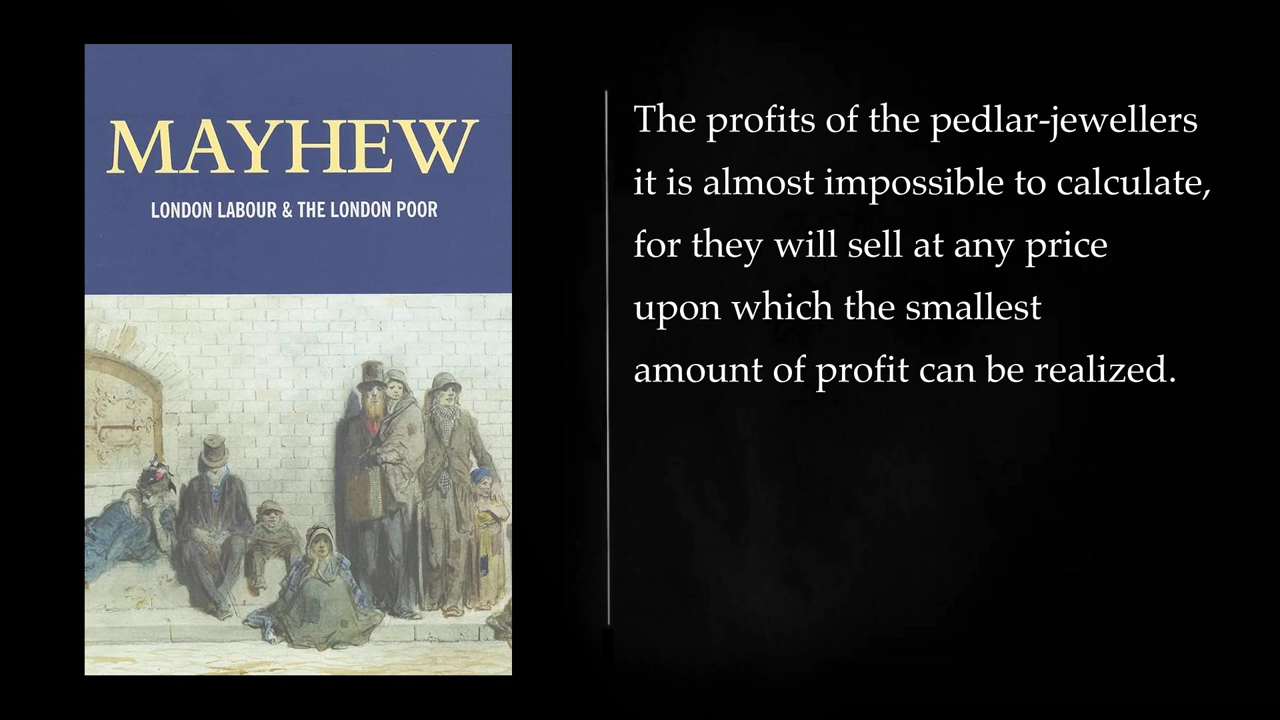 MAYHEW
LONDON LABOUR & THE LONDON POOR
The profits of the pedlar-jewellers
it is almost impossible to calculate,
for they will sell at any price
upon which the smallest
amount of profit can be realized.